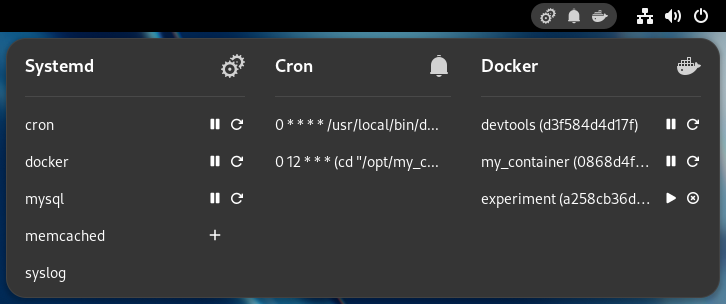 Systemd
cron
docker
mysql
memcached
syslog
Cron
0 * * * * /usr/local/bin/d...
0 12 * * * (cd "/opt/my_c...
Docker
devtools (d3f584d4d17f)
my_container (0868d4f...
experiment (a258cb36d...